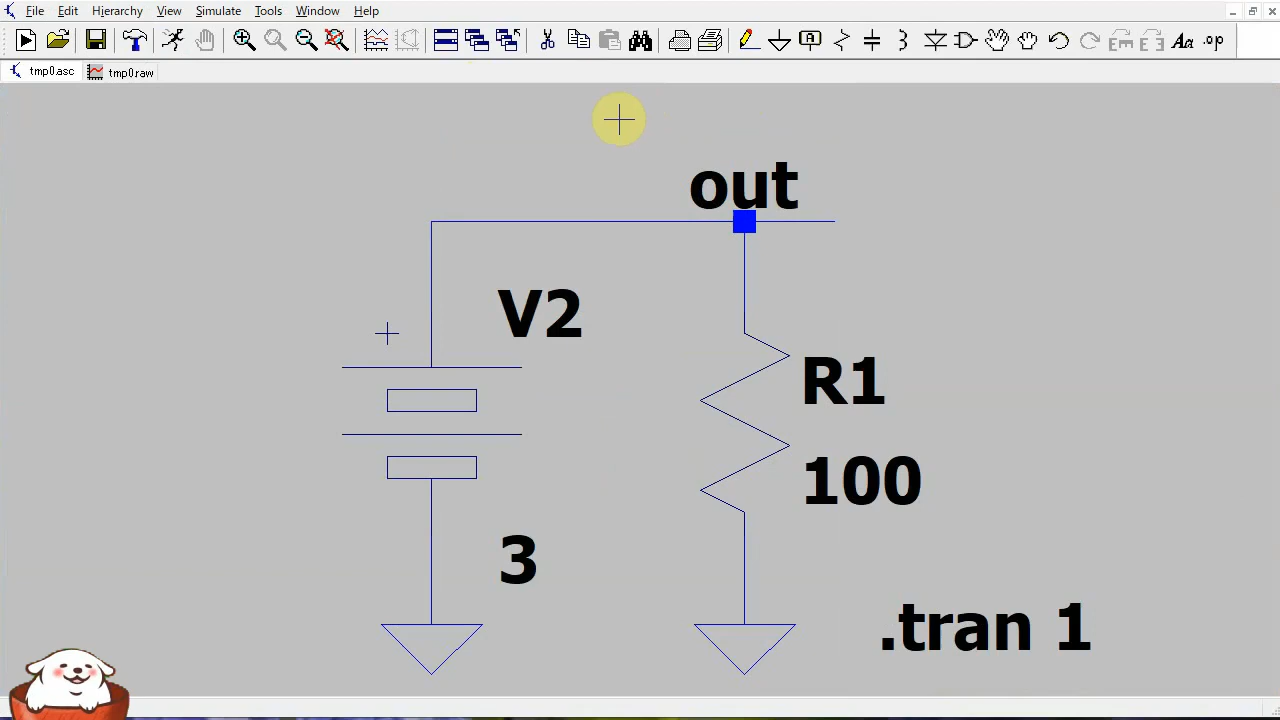 File Edit Hierarchy View Simulate Tools Window Help
.op
tmp0.asc tmp0.raw
out
V2
R1
100
3
.tran 1